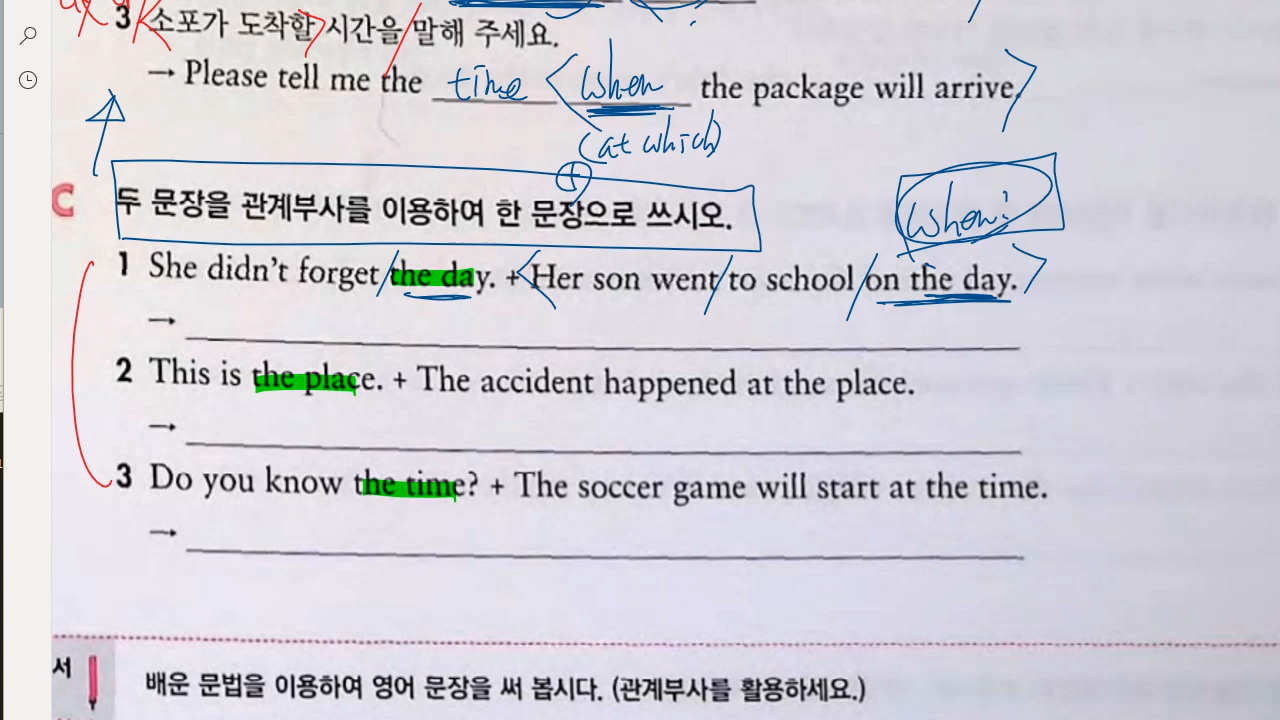 3 소포가 도착할 시간을 말해 주세요.
→ Please tell me the time when the package will arrive.
(at which)
C 두 문장을 관계부사를 이용하여 한 문장으로 쓰시오.
when:
1 She didn't forget the day. + Her son went to school on the day.
→
2 This is the place. + The accident happened at the place.
→
3 Do you know the time? + The soccer game will start at the time.
→
서
배운 문법을 이용하여 영어 문장을 써 봅시다. (관계부사를 활용하세요.)